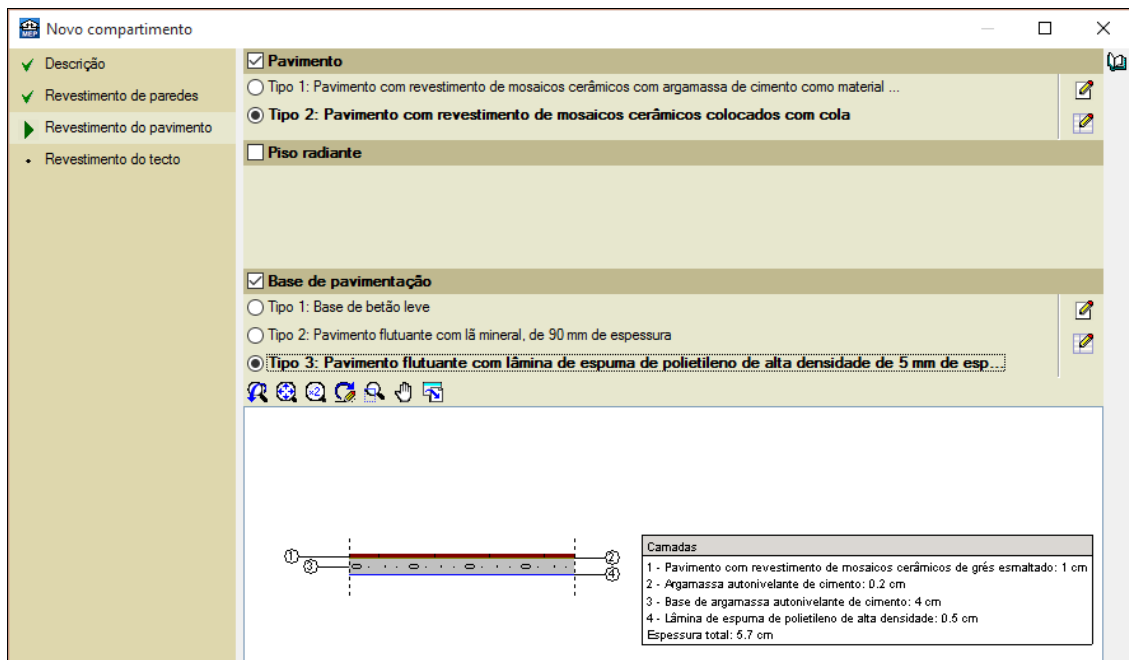 MEP
Novo compartimento
Descrição
Revestimento de paredes
Revestimento do pavimento
Revestimento do tecto
Pavimento
Tipo 1: Pavimento com revestimento de mosaicos cerâmicos com argamassa de cimento como material ...
Tipo 2: Pavimento com revestimento de mosaicos cerâmicos colocados com cola
Piso radiante
Base de pavimentação
Tipo 1: Base de betão leve
Tipo 2: Pavimento flutuante com lã mineral, de 90 mm de espessura
Tipo 3: Pavimento flutuante com lâmina de espuma de polietileno de alta densidade de 5 mm de esp...
×2
1
2
3
4
Camadas
1 - Pavimento com revestimento de mosaicos cerâmicos de grés esmaltado: 1 cm
2 - Argamassa autonivelante de cimento: 0.2 cm
3 - Base de argamassa autonivelante de cimento: 4 cm
4 - Lâmina de espuma de polietileno de alta densidade: 0.5 cm
Espessura total: 5.7 cm